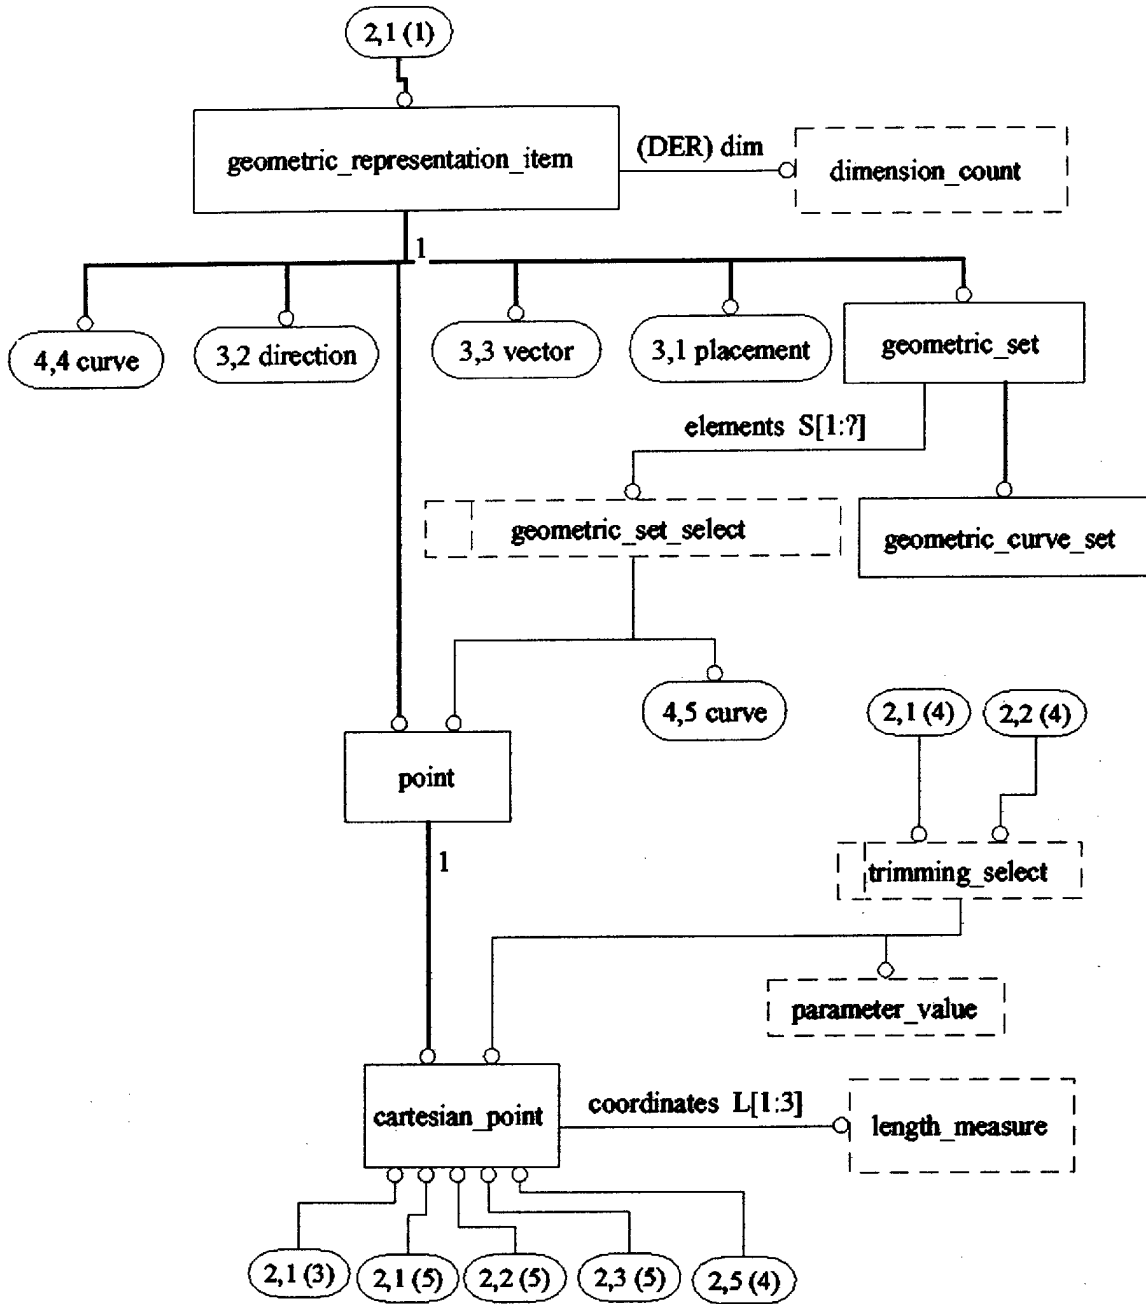 2,1 (1)
geometric_representation_item
(DER) dim
dimension_count
1
4,4 curve
3,2 direction
3,3 vector
3,1 placement
geometric_set
elements S[1:?]
geometric_set_select
geometric_curve_set
4,5 curve
2,1 (4)
2,2 (4)
point
1
trimming_select
parameter_value
cartesian_point
coordinates L[1:3]
length_measure
2,1 (3)
2,1 (5)
2,2 (5)
2,3 (5)
2,5 (4)